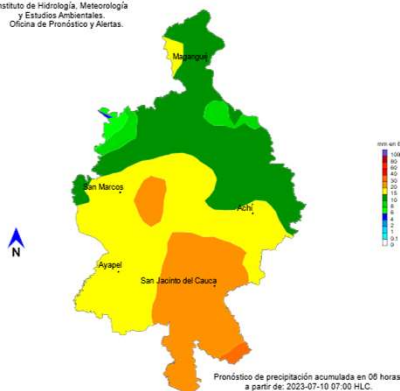 Instituto de Hidrología, Meteorología
y Estudios Ambientales.
Oficina de Pronóstico y Alertas.
Magangué
San Marcos
Achí
Ayapel
San Jacinto del Cauca
N
mm en 6
100
80
60
40
30
20
15
10
8
6
4
2
1
0.1
0
Pronóstico de precipitación acumulada en 06 horas
a partir de: 2023-07-10 07:00 HLC.